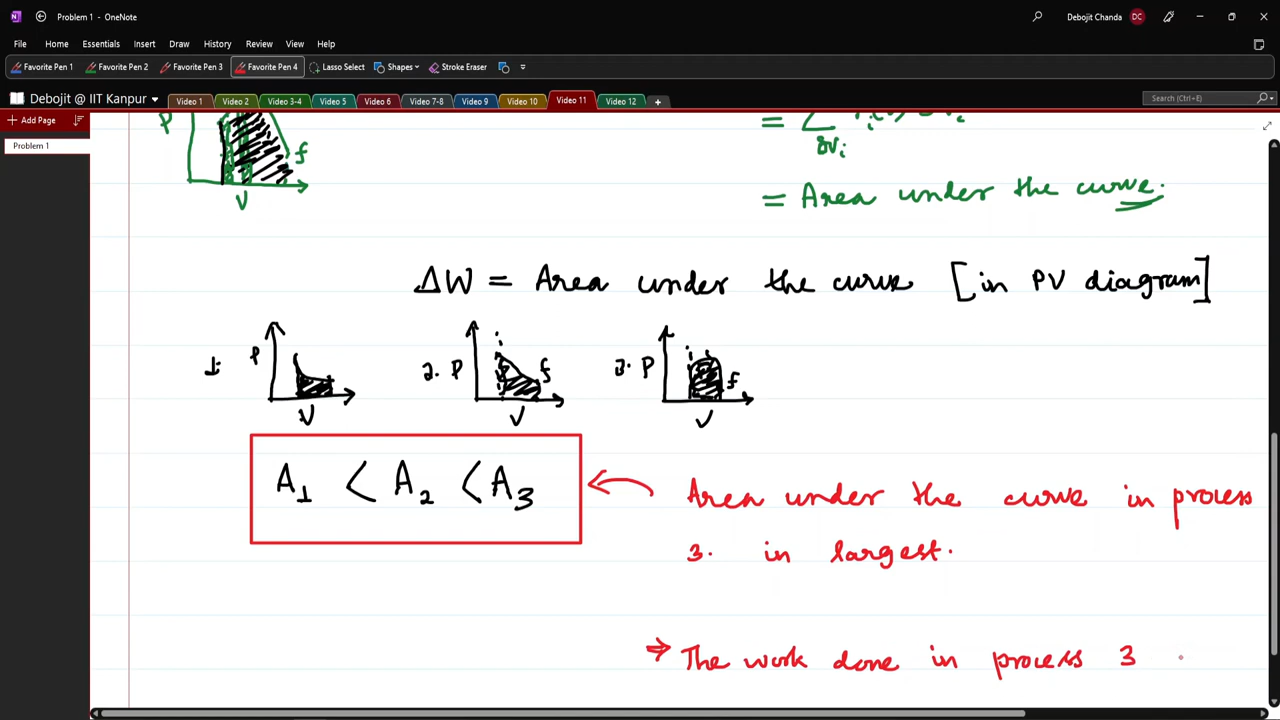 Problem 1 - OneNote
Debojit Chanda DC
File Home Essentials Insert Draw History Review View Help
Favorite Pen 1 Favorite Pen 2 Favorite Pen 3 Favorite Pen 4 Lasso Select Shapes Stroke Eraser
Debojit @ IIT Kanpur Video 1 Video 2 Video 3-4 Video 5 Video 6 Video 7-8 Video 9 Video 10 Video 11 Video 12 Search (Ctrl+E)
Add Page
Problem 1
P
f
V
= Σ
δVi
= Area under the curve.
ΔW = Area under the curve [in PV diagram]
1. P V
2. P f V
3. P f V
A1 < A2 < A3
Area under the curve in process
3. in largest.
⇒ The work done in process 3